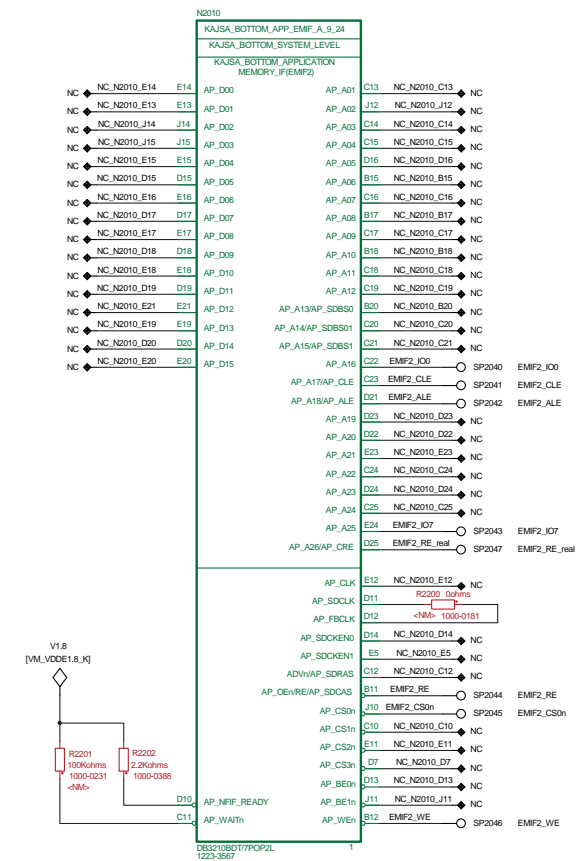 N2010
KAJSA_BOTTOM_APP_EMIF_A_9_24
KAJSA_BOTTOM_SYSTEM_LEVEL
KAJSA_BOTTOM_APPLICATION
MEMORY_IF(EMIF2)
NC NC_N2010_E14 E14 AP_D00 AP_A01 C13 NC_N2010_C13 NC
NC NC_N2010_E13 E13 AP_D01 AP_A02 J12 NC_N2010_J12 NC
NC NC_N2010_J14 J14 AP_D02 AP_A03 C14 NC_N2010_C14 NC
NC NC_N2010_J15 J15 AP_D03 AP_A04 C15 NC_N2010_C15 NC
NC NC_N2010_E15 E15 AP_D04 AP_A05 D16 NC_N2010_D16 NC
NC NC_N2010_D15 D15 AP_D05 AP_A06 B15 NC_N2010_B15 NC
NC NC_N2010_E16 E16 AP_D06 AP_A07 C16 NC_N2010_C16 NC
NC NC_N2010_D17 D17 AP_D07 AP_A08 B17 NC_N2010_B17 NC
NC NC_N2010_E17 E17 AP_D08 AP_A09 C17 NC_N2010_C17 NC
NC NC_N2010_D18 D18 AP_D09 AP_A10 B18 NC_N2010_B18 NC
NC NC_N2010_E18 E18 AP_D10 AP_A11 C18 NC_N2010_C18 NC
NC NC_N2010_D19 D19 AP_D11 AP_A12 C19 NC_N2010_C19 NC
NC NC_N2010_E21 E21 AP_D12 AP_A13/AP_SDBS0 B20 NC_N2010_B20 NC
NC NC_N2010_E19 E19 AP_D13 AP_A14/AP_SDBS01 C20 NC_N2010_C20 NC
NC NC_N2010_D20 D20 AP_D14 AP_A15/AP_SDBS1 C21 NC_N2010_C21 NC
NC NC_N2010_E20 E20 AP_D15 AP_A16 C22 EMIF2_IO0 SP2040 EMIF2_IO0
AP_A17/AP_CLE C23 EMIF2_CLE SP2041 EMIF2_CLE
AP_A18/AP_ALE D21 EMIF2_ALE SP2042 EMIF2_ALE
AP_A19 D23 NC_N2010_D23 NC
AP_A20 D22 NC_N2010_D22 NC
AP_A21 E23 NC_N2010_E23 NC
AP_A22 C24 NC_N2010_C24 NC
AP_A23 D24 NC_N2010_D24 NC
AP_A24 C25 NC_N2010_C25 NC
AP_A25 E24 EMIF2_IO7 SP2043 EMIF2_IO7
AP_A26/AP_CRE D25 EMIF2_RE_real SP2047 EMIF2_RE_real
AP_CLK E12 NC_N2010_E12 NC
R2200 0ohms
AP_SDCLK D11
<NM> 1000-0181
AP_FBCLK D12
AP_SDCKEN0 D14 NC_N2010_D14 NC
V1.8
[VM_VDDE1.8_K]
AP_SDCKEN1 E5 NC_N2010_E5 NC
ADVn/AP_SDRAS C12 NC_N2010_C12 NC
AP_OEn/RE/AP_SDCAS B11 EMIF2_RE SP2044 EMIF2_RE
AP_CS0n J10 EMIF2_CS0n SP2045 EMIF2_CS0n
AP_CS1n C10 NC_N2010_C10 NC
AP_CS2n E11 NC_N2010_E11 NC
AP_CS3n D7 NC_N2010_D7 NC
R2201
100Kohms
1000-0231
<NM>
R2202
2.2Kohms
1000-0388
AP_BE0n D13 NC_N2010_D13 NC
D10 AP_NFIF_READY AP_BE1n J11 NC_N2010_J11 NC
C11 AP_WAITn AP_WEn B12 EMIF2_WE SP2046 EMIF2_WE
DB3210BDT/7POP2L 1
1223-3567